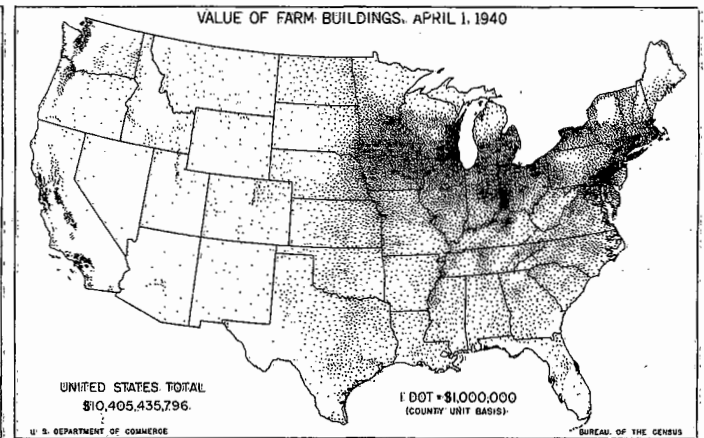 VALUE OF FARM BUILDINGS, APRIL 1, 1940
UNITED STATES TOTAL
$10,405,435,796
1 DOT = $1,000,000
(COUNTY UNIT BASIS)
U. S. DEPARTMENT OF COMMERCE
BUREAU OF THE CENSUS